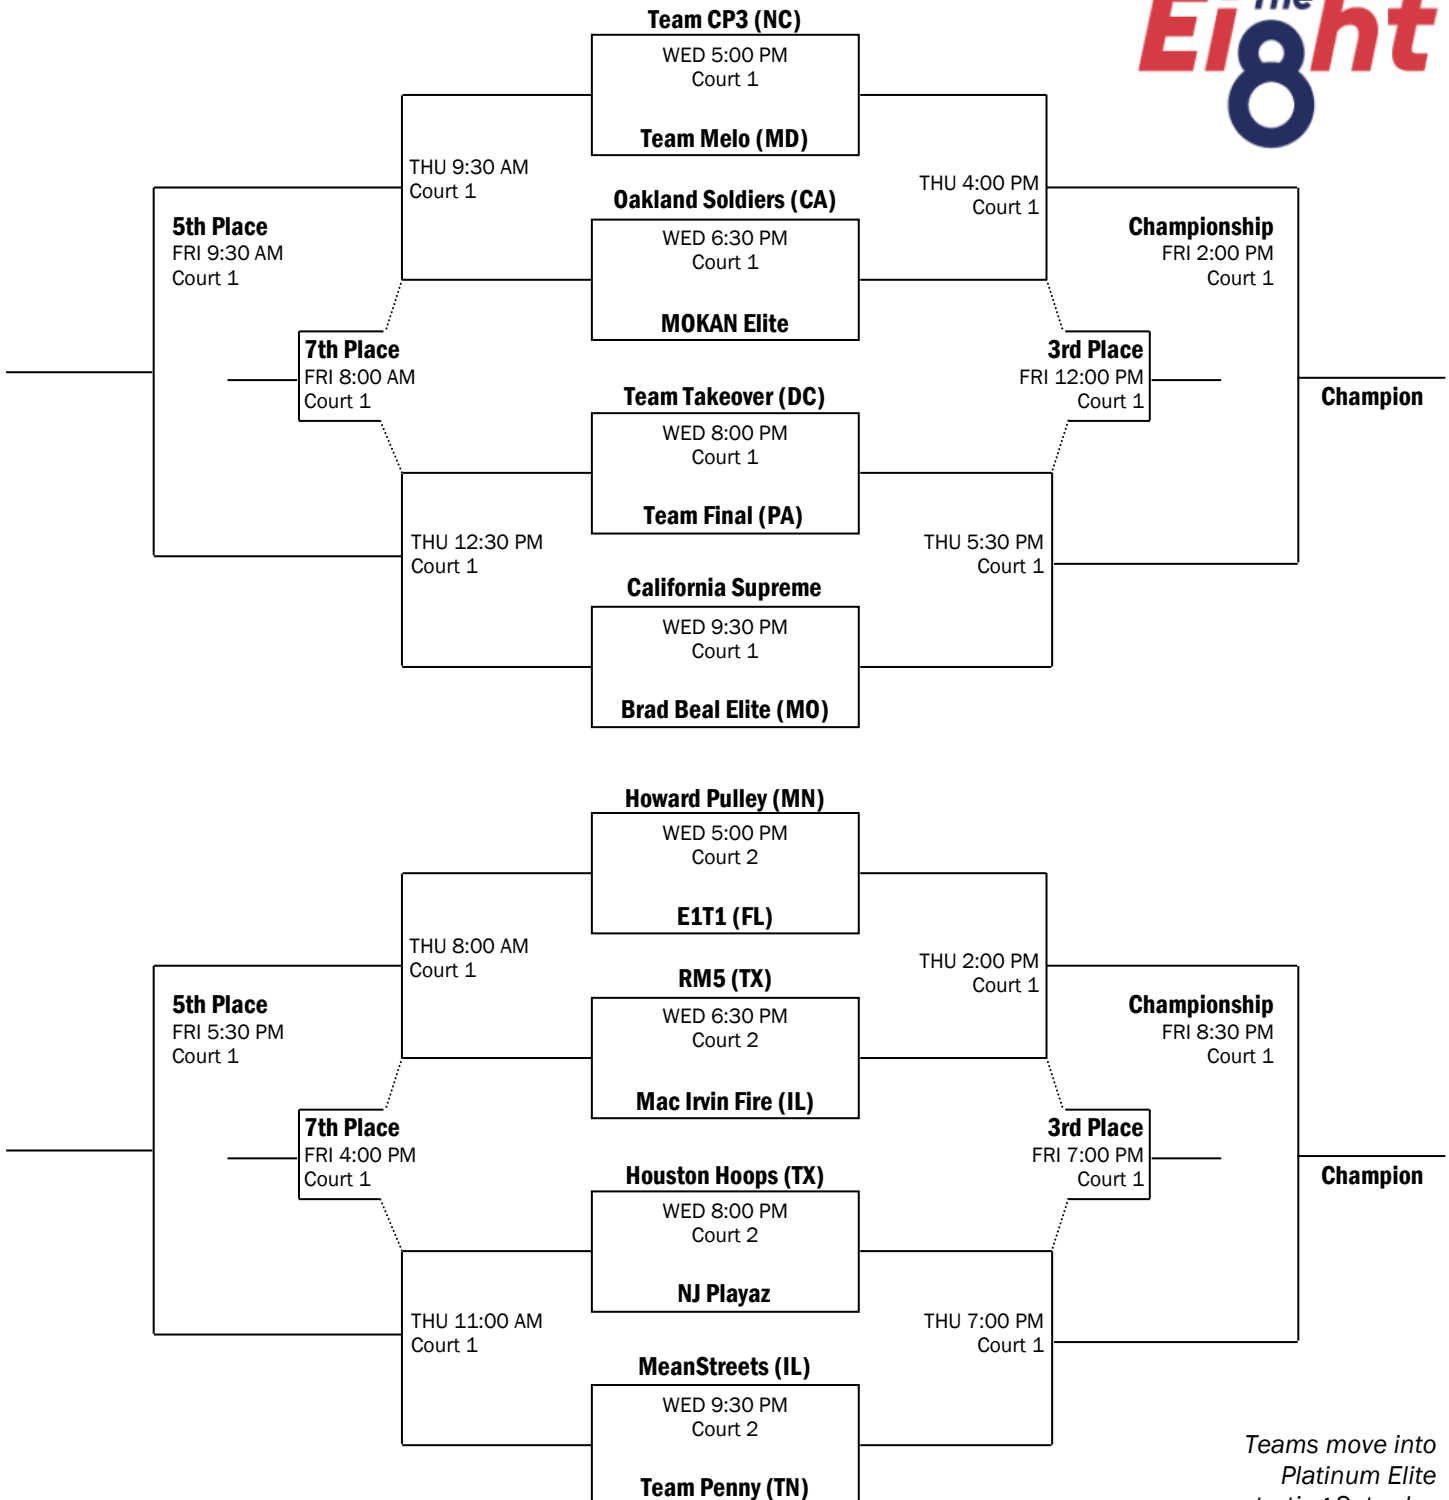 The
Ei8ht
Team CP3 (NC)
WED 5:00 PM
Court 1
Team Melo (MD)
THU 9:30 AM
Court 1
THU 4:00 PM
Court 1
Oakland Soldiers (CA)
WED 6:30 PM
Court 1
MOKAN Elite
5th Place
FRI 9:30 AM
Court 1
Championship
FRI 2:00 PM
Court 1
7th Place
FRI 8:00 AM
Court 1
3rd Place
FRI 12:00 PM
Court 1
Champion
Team Takeover (DC)
WED 8:00 PM
Court 1
Team Final (PA)
THU 12:30 PM
Court 1
THU 5:30 PM
Court 1
California Supreme
WED 9:30 PM
Court 1
Brad Beal Elite (MO)
Howard Pulley (MN)
WED 5:00 PM
Court 2
E1T1 (FL)
THU 8:00 AM
Court 1
THU 2:00 PM
Court 1
RM5 (TX)
WED 6:30 PM
Court 2
Mac Irvin Fire (IL)
5th Place
FRI 5:30 PM
Court 1
Championship
FRI 8:30 PM
Court 1
7th Place
FRI 4:00 PM
Court 1
3rd Place
FRI 7:00 PM
Court 1
Champion
Houston Hoops (TX)
WED 8:00 PM
Court 2
NJ Playaz
THU 11:00 AM
Court 1
THU 7:00 PM
Court 1
MeanStreets (IL)
WED 9:30 PM
Court 2
Team Penny (TN)
Teams move into
Platinum Elite